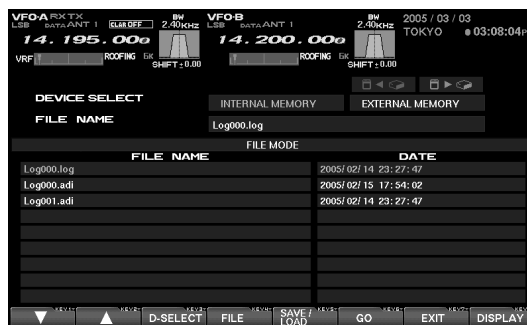 VFO-A RX TX BW VFO-B BW 2005 / 03 / 03
LSB DATA ANT 1 CLAR OFF 2.40KHZ LSB DATA ANT 1 2.40KHZ TOKYO 03:08:04P
14. 195. 00 14. 200. 00
VRF ROOFING 6K SHIFT ± 0.00 ROOFING 6K SHIFT ± 0.00
DEVICE SELECT INTERNAL MEMORY EXTERNAL MEMORY
FILE NAME Log000.log
FILE MODE
FILE NAME DATE
Log000.log 2005/ 02/ 14 23: 27: 47
Log000.adi 2005/ 02/ 15 17: 54: 02
Log001.adi 2005/ 02/ 14 23: 27: 47
D-SELECT FILE SAVE / LOAD GO EXIT DISPLAY